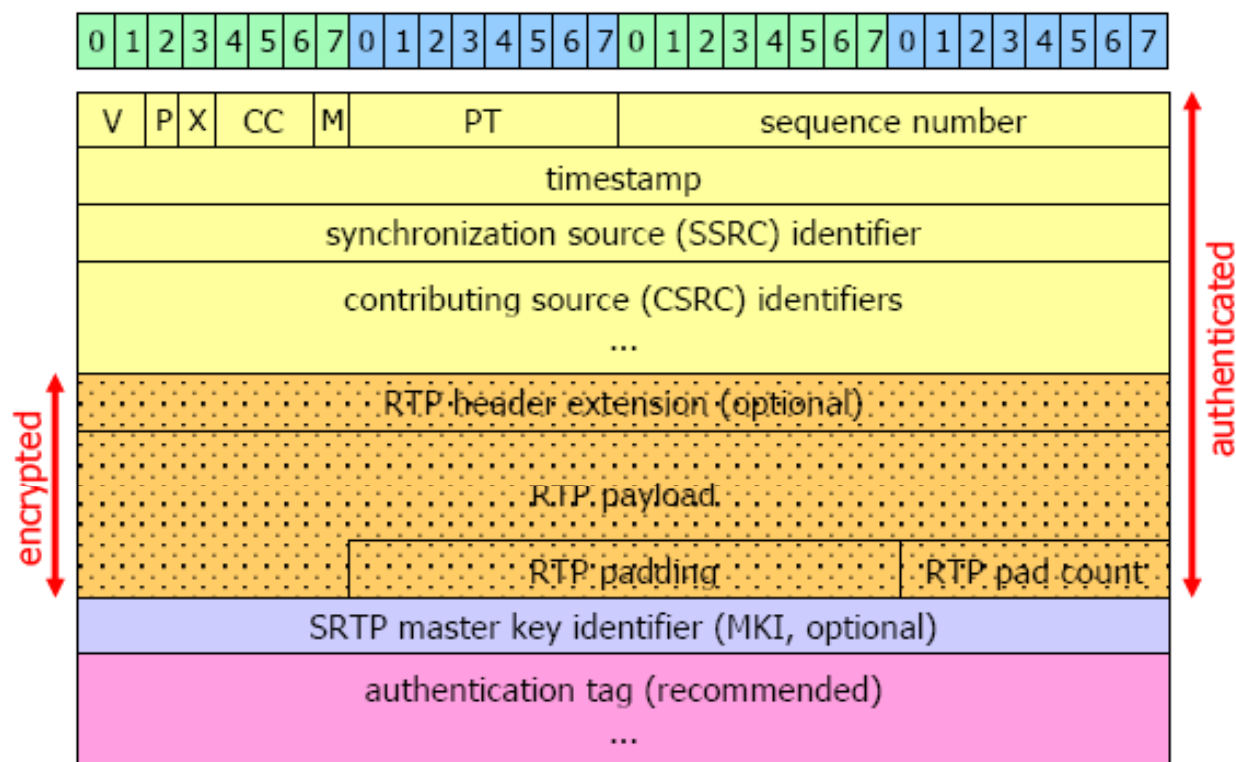 0 1 2 3 4 5 6 7 0 1 2 3 4 5 6 7 0 1 2 3 4 5 6 7 0 1 2 3 4 5 6 7
V P X CC M PT sequence number
timestamp
synchronization source (SSRC) identifier
contributing source (CSRC) identifiers
...
RTP header extension (optional)
RTP payload
RTP padding RTP pad count
SRTP master key identifier (MKI, optional)
authentication tag (recommended)
...
encrypted
authenticated